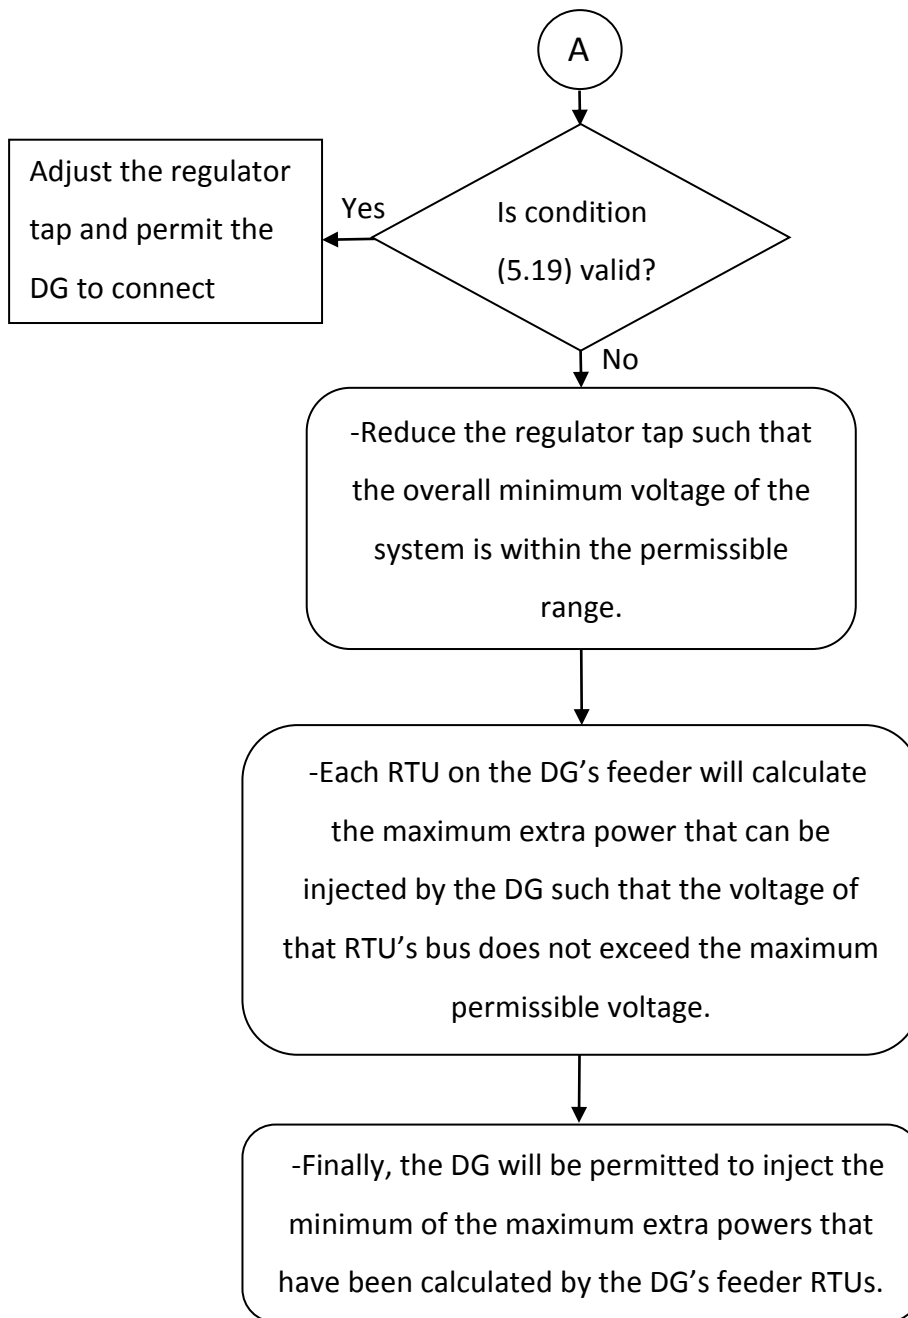 A
Adjust the regulator
tap and permit the
DG to connect
Yes
Is condition
(5.19) valid?
No
-Reduce the regulator tap such that
the overall minimum voltage of the
system is within the permissible
range.
-Each RTU on the DG’s feeder will calculate
the maximum extra power that can be
injected by the DG such that the voltage of
that RTU’s bus does not exceed the maximum
permissible voltage.
-Finally, the DG will be permitted to inject the
minimum of the maximum extra powers that
have been calculated by the DG’s feeder RTUs.